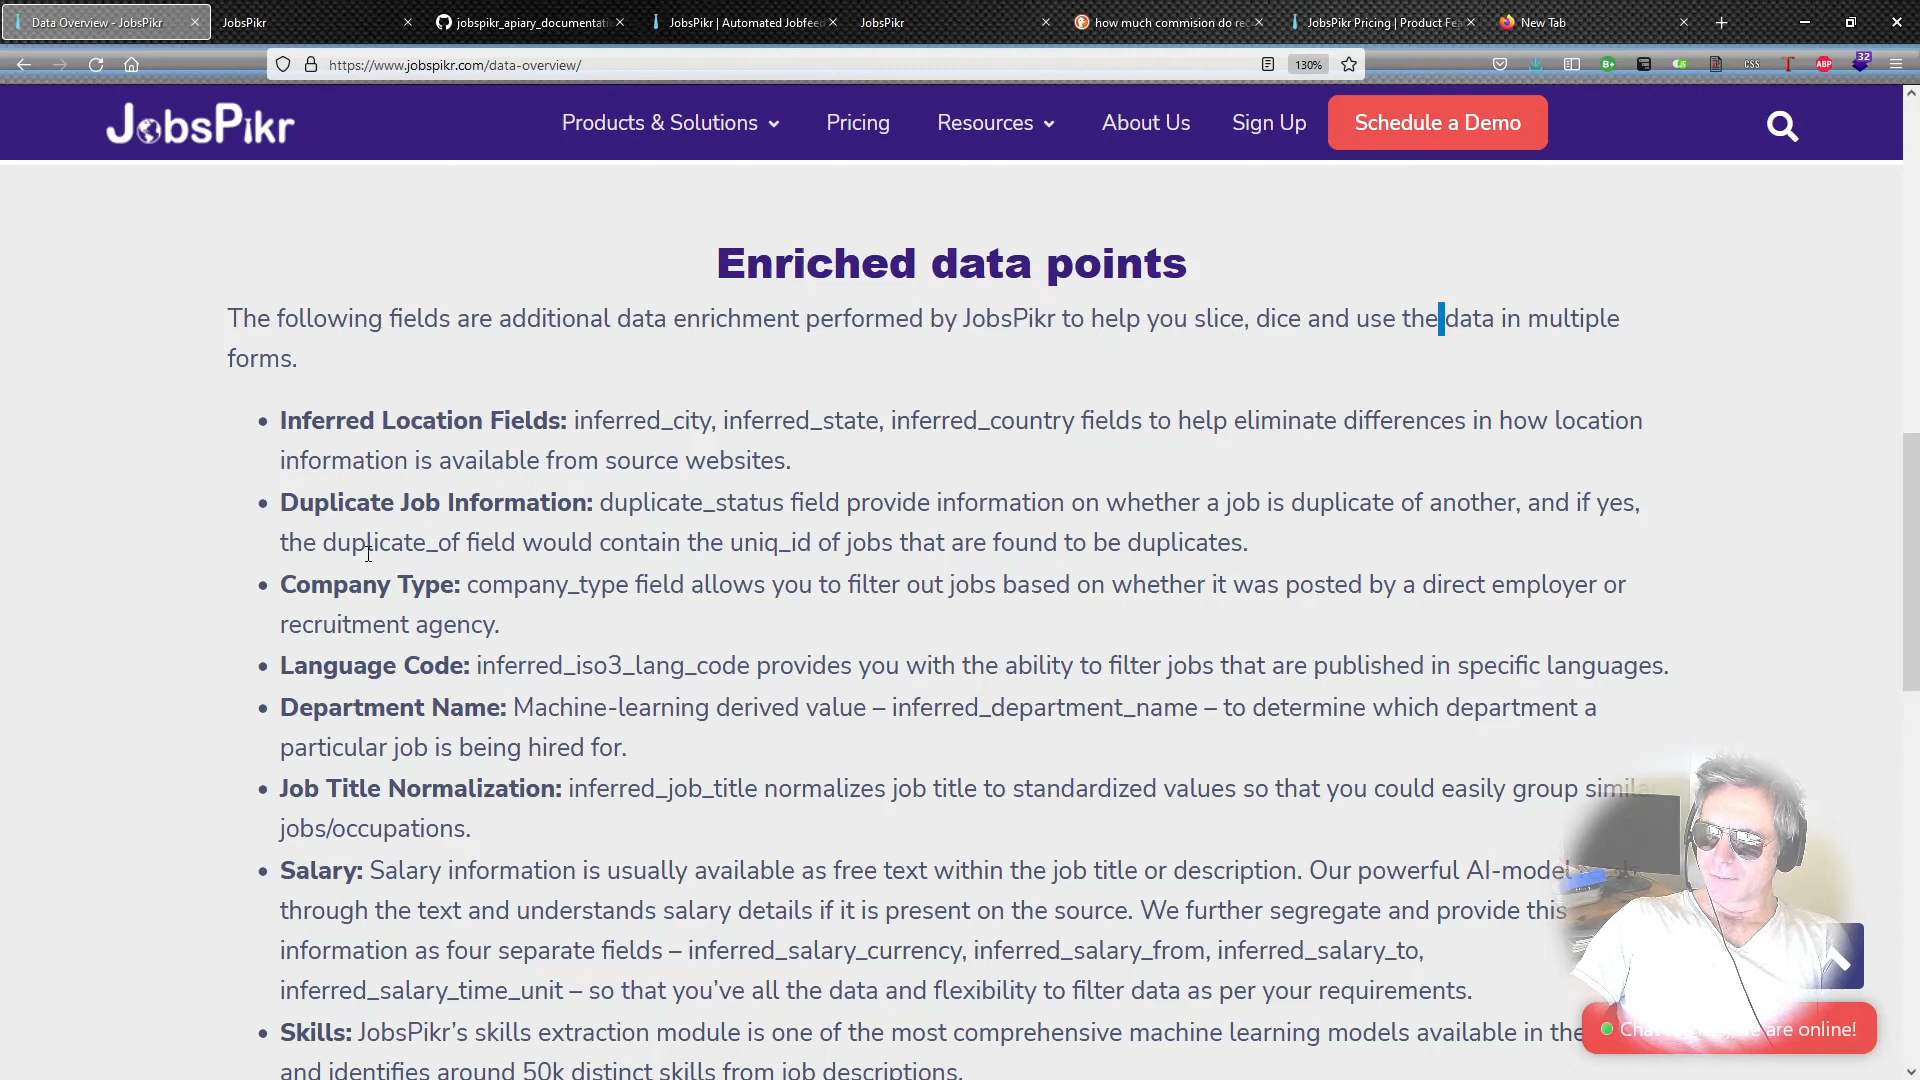 Data Overview - JobsPikr
JobsPikr
jobspikr_apiary_documentati
JobsPikr | Automated Jobfeed
JobsPikr
how much commision do rec
JobsPikr Pricing | Product Fea
New Tab
https://www.jobspikr.com/data-overview/
130%
B+
CSS
T
ABP
32
JobsPikr
Products & Solutions
Pricing
Resources
About Us
Sign Up
Schedule a Demo
Enriched data points
The following fields are additional data enrichment performed by JobsPikr to help you slice, dice and use the data in multiple
forms.
• Inferred Location Fields: inferred_city, inferred_state, inferred_country fields to help eliminate differences in how location
information is available from source websites.
• Duplicate Job Information: duplicate_status field provide information on whether a job is duplicate of another, and if yes,
the duplicate_of field would contain the uniq_id of jobs that are found to be duplicates.
• Company Type: company_type field allows you to filter out jobs based on whether it was posted by a direct employer or
recruitment agency.
• Language Code: inferred_iso3_lang_code provides you with the ability to filter jobs that are published in specific languages.
• Department Name: Machine-learning derived value – inferred_department_name – to determine which department a
particular job is being hired for.
• Job Title Normalization: inferred_job_title normalizes job title to standardized values so that you could easily group similar
jobs/occupations.
• Salary: Salary information is usually available as free text within the job title or description. Our powerful AI-model
through the text and understands salary details if it is present on the source. We further segregate and provide this
information as four separate fields – inferred_salary_currency, inferred_salary_from, inferred_salary_to,
inferred_salary_time_unit – so that you've all the data and flexibility to filter data as per your requirements.
• Skills: JobsPikr's skills extraction module is one of the most comprehensive machine learning models available in the
and identifies around 50k distinct skills from job descriptions.
are online!